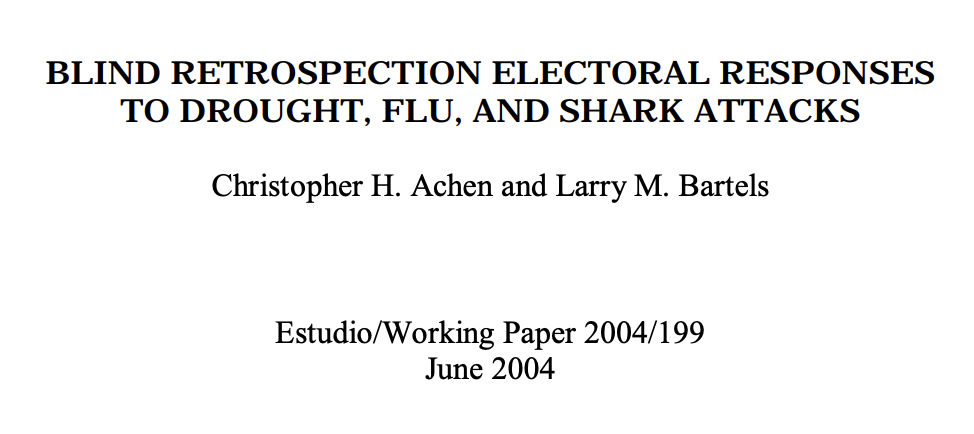 BLIND RETROSPECTION ELECTORAL RESPONSES
TO DROUGHT, FLU, AND SHARK ATTACKS
Christopher H. Achen and Larry M. Bartels
Estudio/Working Paper 2004/199
June 2004